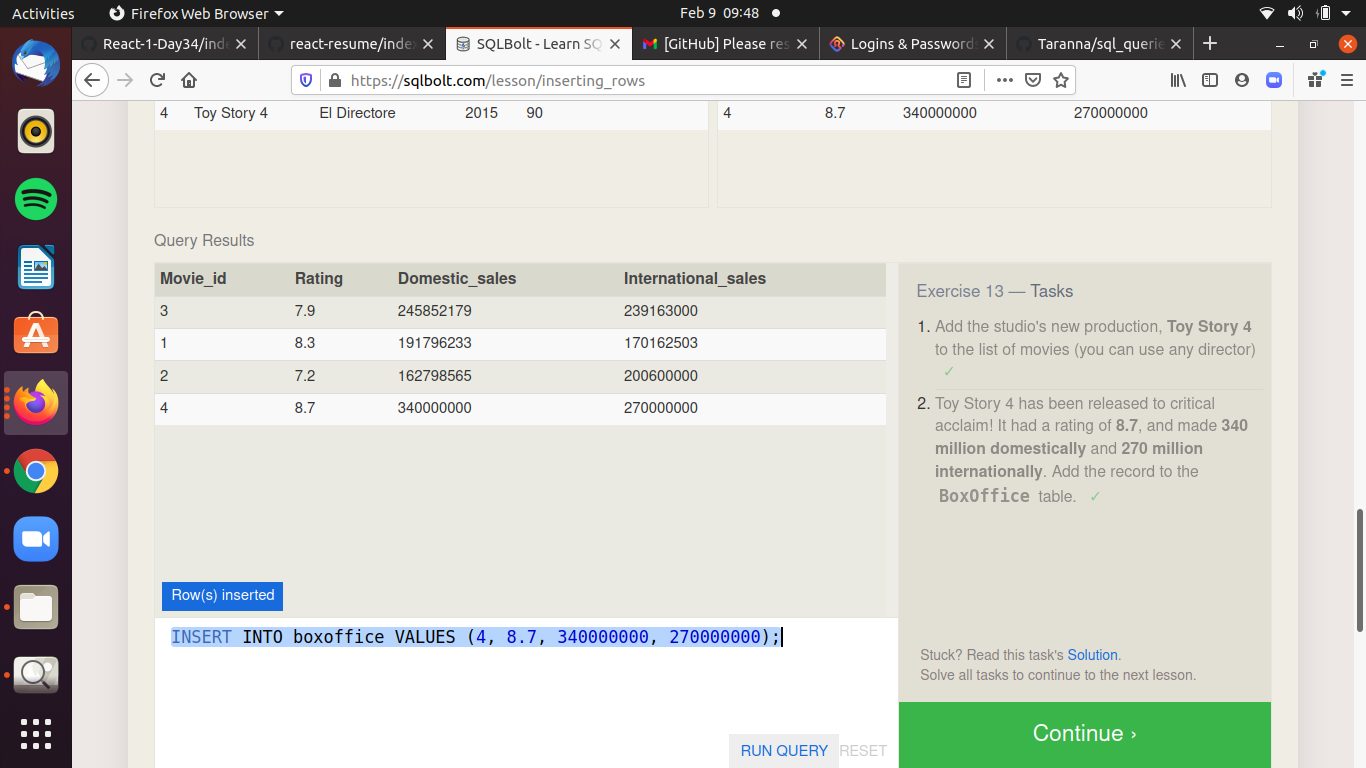 Activities Firefox Web Browser Feb 9 09:48
React-1-Day34/inde react-resume/index SQLBolt - Learn SQ [GitHub] Please res Logins & Passwords Taranna/sql_querie
https://sqlbolt.com/lesson/inserting_rows
4 Toy Story 4 El Directore 2015 90 4 8.7 340000000 270000000
Query Results
Movie_id Rating Domestic_sales International_sales
3 7.9 245852179 239163000
1 8.3 191796233 170162503
2 7.2 162798565 200600000
4 8.7 340000000 270000000
Row(s) inserted
INSERT INTO boxoffice VALUES (4, 8.7, 340000000, 270000000);
RUN QUERY RESET
Exercise 13 — Tasks
1. Add the studio's new production, Toy Story 4
to the list of movies (you can use any director)
✓
2. Toy Story 4 has been released to critical
acclaim! It had a rating of 8.7, and made 340
million domestically and 270 million
internationally. Add the record to the
BoxOffice table. ✓
Stuck? Read this task's Solution.
Solve all tasks to continue to the next lesson.
Continue ›